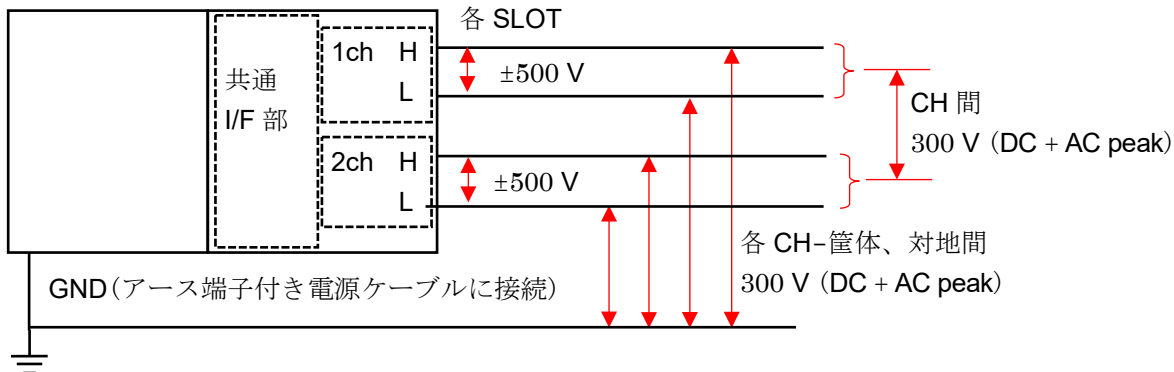 各 SLOT
共通
I/F 部
1ch H
L
±500 V
2ch H
L
±500 V
CH 間
300 V (DC + AC peak)
各 CH–筐体、対地間
300 V (DC + AC peak)
GND(アース端子付き電源ケーブルに接続)